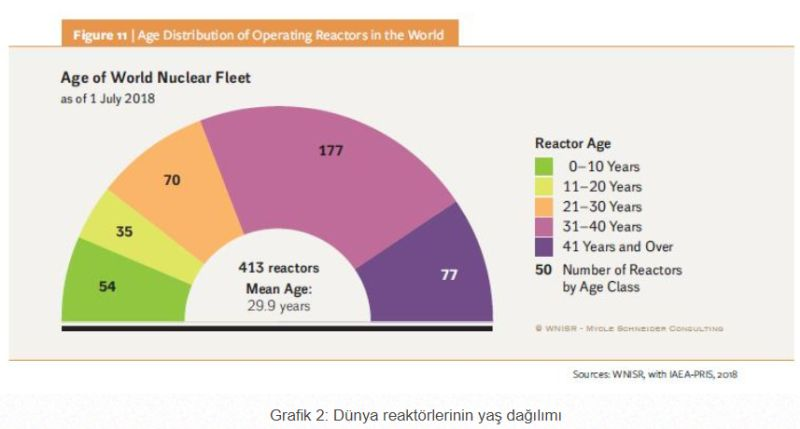 Figure 11 | Age Distribution of Operating Reactors in the World
Age of World Nuclear Fleet
as of 1 July 2018
177
70
35
54
77
413 reactors
Mean Age:
29.9 years
Reactor Age
0–10 Years
11–20 Years
21–30 Years
31–40 Years
41 Years and Over
50 Number of Reactors
by Age Class
© WNISR - Mycle Schneider Consulting
Sources: WNISR, with IAEA-PRIS, 2018
Grafik 2: Dünya reaktörlerinin yaş dağılımı